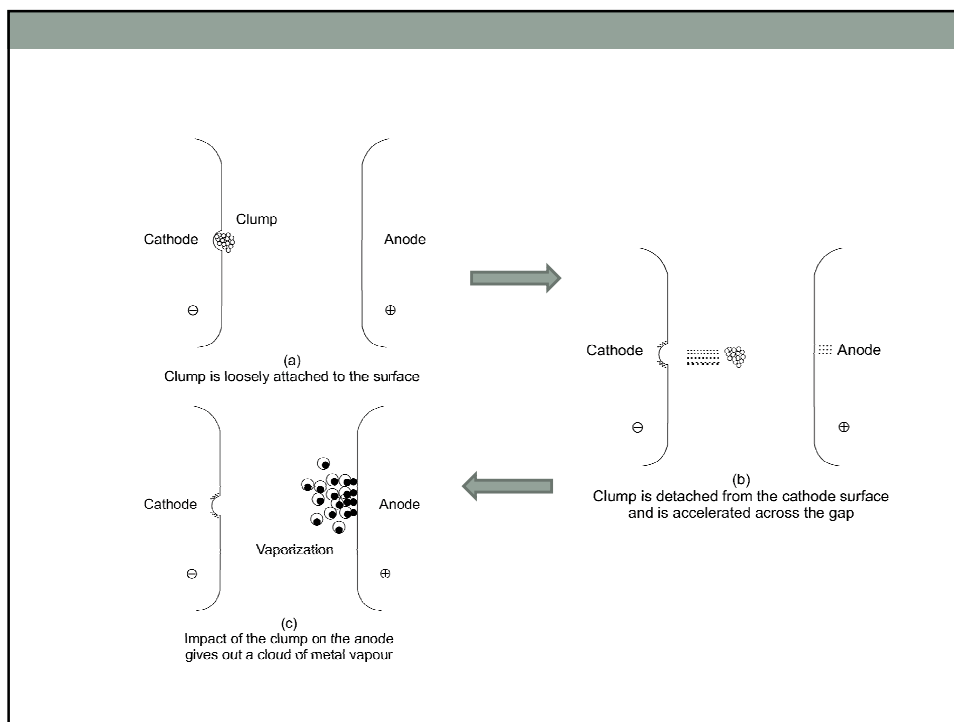 Clump
Cathode
Anode
⊖
⊕
(a)
Clump is loosely attached to the surface
Cathode
Anode
⊖
⊕
(b)
Clump is detached from the cathode surface
and is accelerated across the gap
Cathode
Anode
Vaporization
⊖
⊕
(c)
Impact of the clump on the anode
gives out a cloud of metal vapour